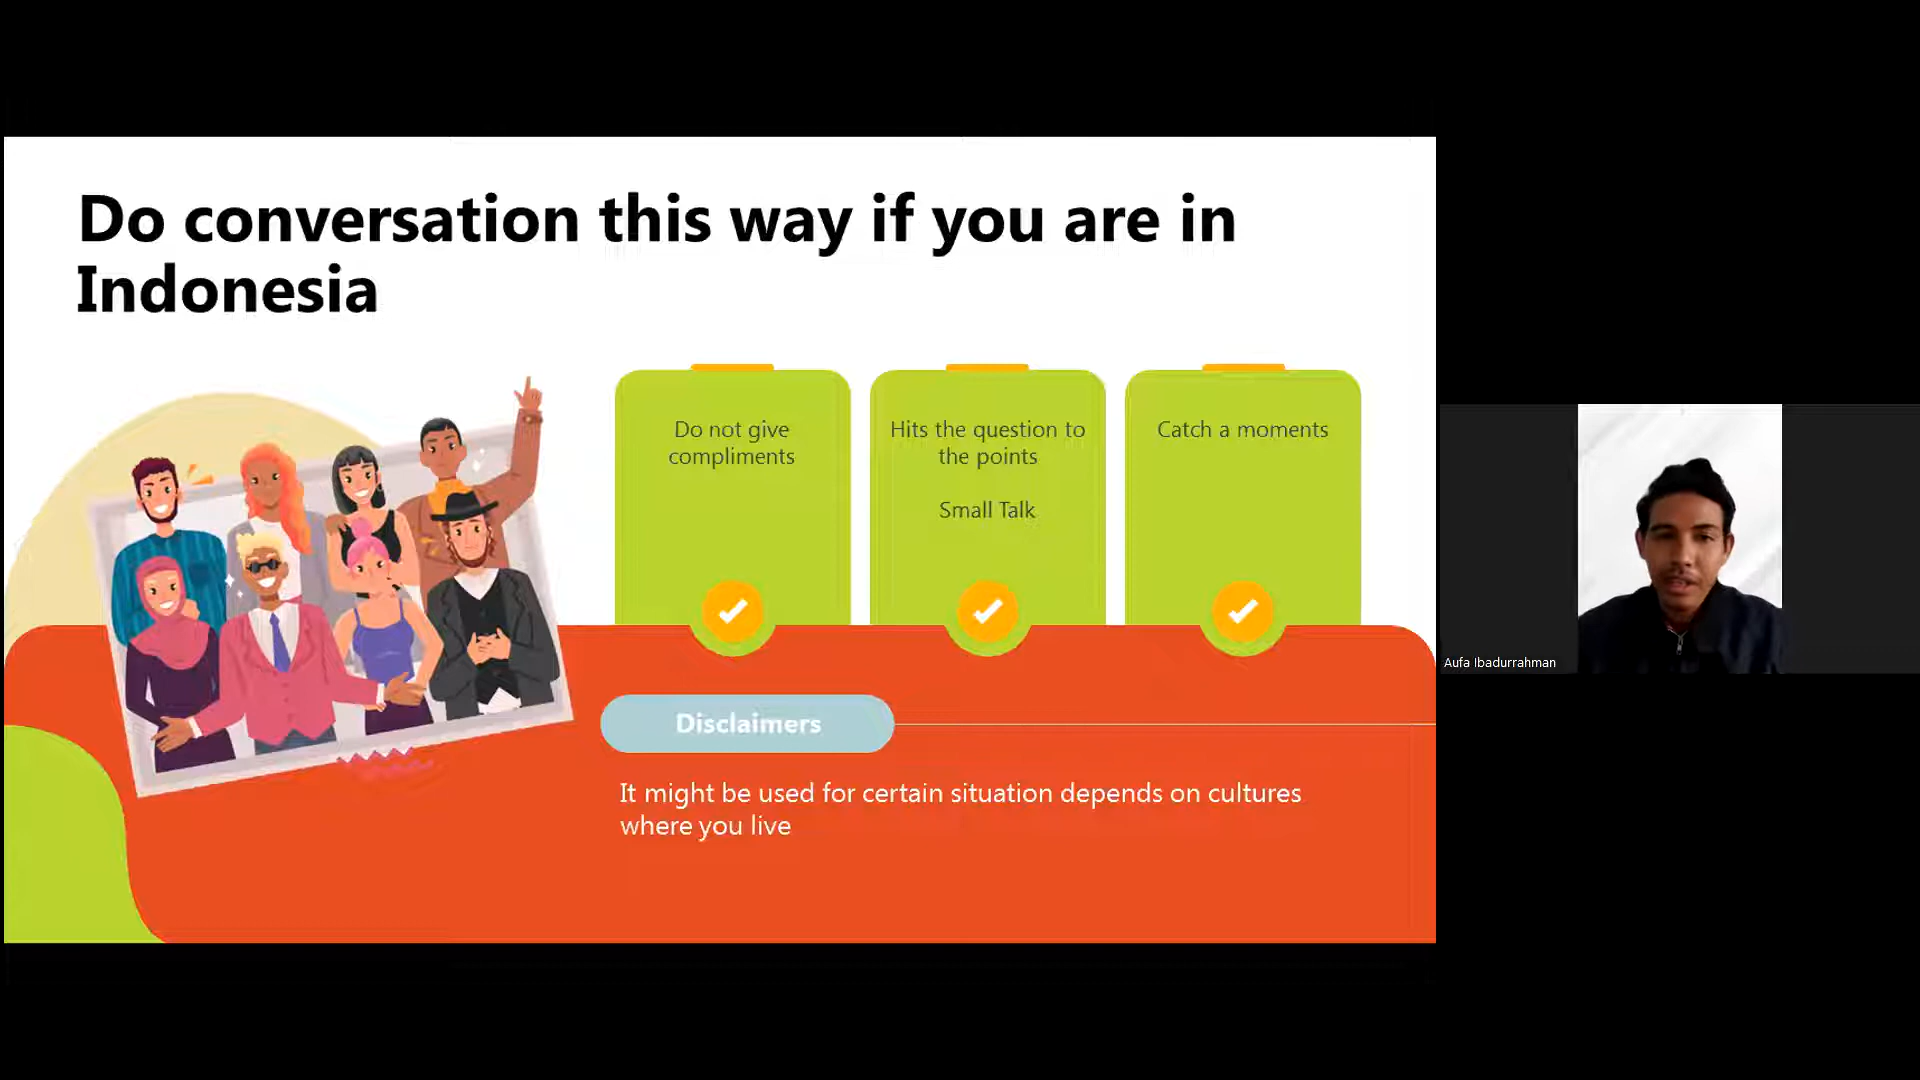 Do conversation this way if you are in
Indonesia
Do not give
compliments
Hits the question to
the points
Small Talk
Catch a moments
Disclaimers
It might be used for certain situation depends on cultures
where you live
Aufa Ibadurrahman